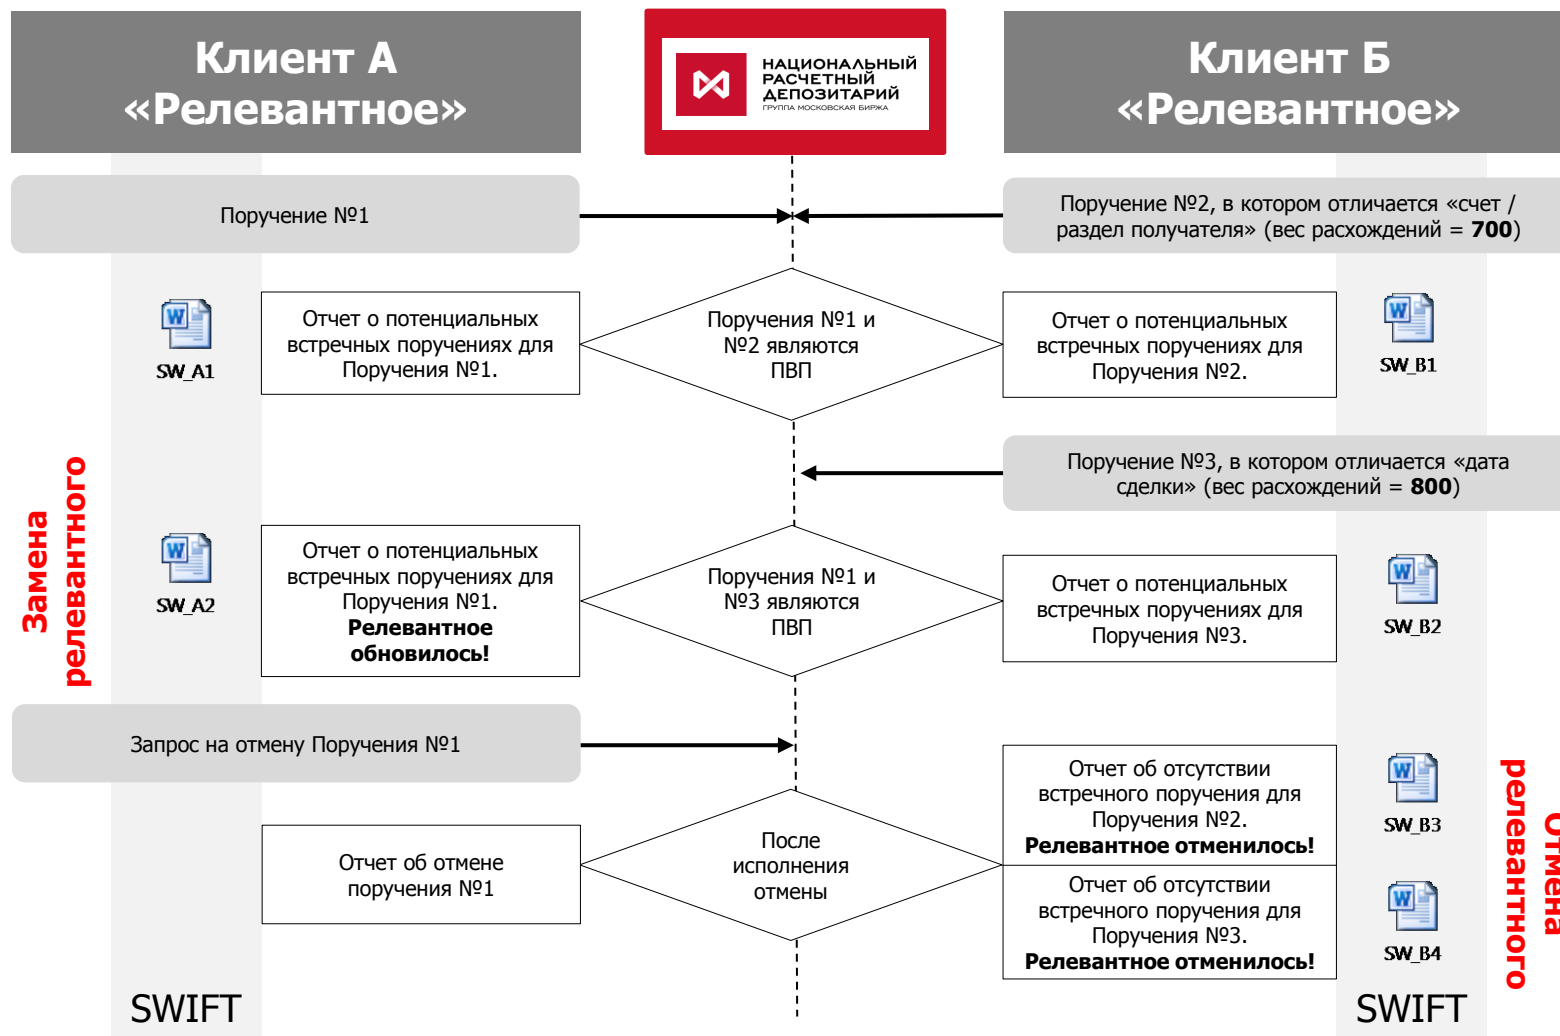 Клиент А
«Релевантное»
НАЦИОНАЛЬНЫЙ
РАСЧЕТНЫЙ
ДЕПОЗИТАРИЙ
ГРУППА МОСКОВСКАЯ БИРЖА
Клиент Б
«Релевантное»
Поручение №1
Поручение №2, в котором отличается «счет /
раздел получателя» (вес расхождений = 700)
SW_A1
Отчет о потенциальных
встречных поручениях для
Поручения №1.
Поручения №1 и
№2 являются
ПВП
Отчет о потенциальных
встречных поручениях для
Поручения №2.
SW_B1
Поручение №3, в котором отличается «дата
сделки» (вес расхождений = 800)
Замена
релевантного
SW_A2
Отчет о потенциальных
встречных поручениях для
Поручения №1.
Релевантное
обновилось!
Поручения №1 и
№3 являются
ПВП
Отчет о потенциальных
встречных поручениях для
Поручения №3.
SW_B2
Запрос на отмену Поручения №1
Отчет об отмене
поручения №1
После
исполнения
отмены
Отчет об отсутствии
встречного поручения для
Поручения №2.
Релевантное отменилось!
SW_B3
Отчет об отсутствии
встречного поручения для
Поручения №3.
Релевантное отменилось!
SW_B4
Отмена
релевантного
SWIFT
SWIFT